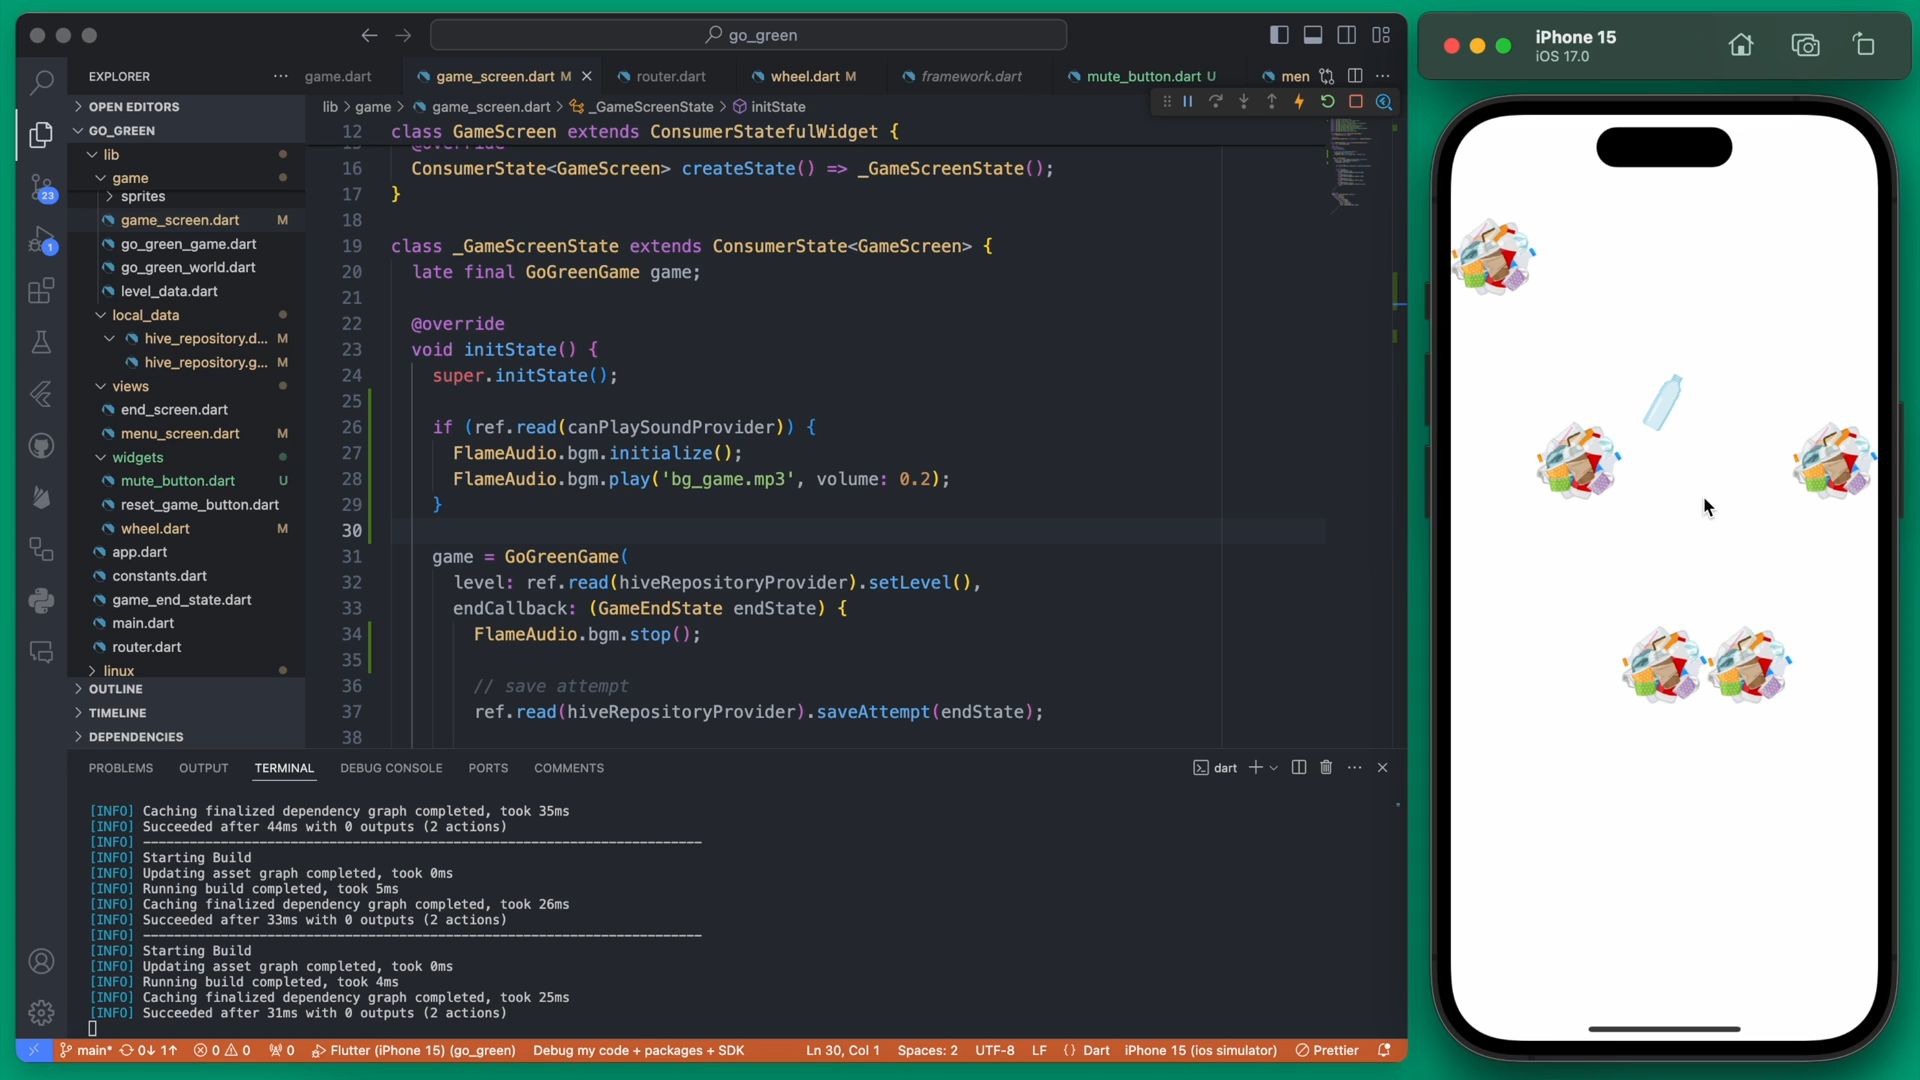 go_green
iPhone 15
iOS 17.0
EXPLORER
game.dart
game_screen.dart M
router.dart
wheel.dart M
framework.dart
mute_button.dart U
men
OPEN EDITORS
GO_GREEN
lib
game
sprites
game_screen.dart M
go_green_game.dart
go_green_world.dart
level_data.dart
local_data
hive_repository.d... M
hive_repository.g... M
views
end_screen.dart
menu_screen.dart M
widgets
mute_button.dart U
reset_game_button.dart
wheel.dart M
app.dart
constants.dart
game_end_state.dart
main.dart
router.dart
linux
OUTLINE
TIMELINE
DEPENDENCIES
23
1
lib > game > game_screen.dart > _GameScreenState > initState
12 class GameScreen extends ConsumerStatefulWidget {
15 @override
16 ConsumerState<GameScreen> createState() => _GameScreenState();
17 }
18
19 class _GameScreenState extends ConsumerState<GameScreen> {
20 late final GoGreenGame game;
21
22 @override
23 void initState() {
24 super.initState();
25
26 if (ref.read(canPlaySoundProvider)) {
27 FlameAudio.bgm.initialize();
28 FlameAudio.bgm.play('bg_game.mp3', volume: 0.2);
29 }
30
31 game = GoGreenGame(
32 level: ref.read(hiveRepositoryProvider).setLevel(),
33 endCallback: (GameEndState endState) {
34 FlameAudio.bgm.stop();
35
36 // save attempt
37 ref.read(hiveRepositoryProvider).saveAttempt(endState);
38
PROBLEMS OUTPUT TERMINAL DEBUG CONSOLE PORTS COMMENTS
dart
[INFO] Caching finalized dependency graph completed, took 35ms
[INFO] Succeeded after 44ms with 0 outputs (2 actions)
[INFO] --------------------------------------------------------------------------------
[INFO] Starting Build
[INFO] Updating asset graph completed, took 0ms
[INFO] Running build completed, took 5ms
[INFO] Caching finalized dependency graph completed, took 26ms
[INFO] Succeeded after 33ms with 0 outputs (2 actions)
[INFO] --------------------------------------------------------------------------------
[INFO] Starting Build
[INFO] Updating asset graph completed, took 0ms
[INFO] Running build completed, took 4ms
[INFO] Caching finalized dependency graph completed, took 25ms
[INFO] Succeeded after 31ms with 0 outputs (2 actions)
main* 0↓ 1↑ 0 0 0 Flutter (iPhone 15) (go_green) Debug my code + packages + SDK Ln 30, Col 1 Spaces: 2 UTF-8 LF {} Dart iPhone 15 (ios simulator) Prettier